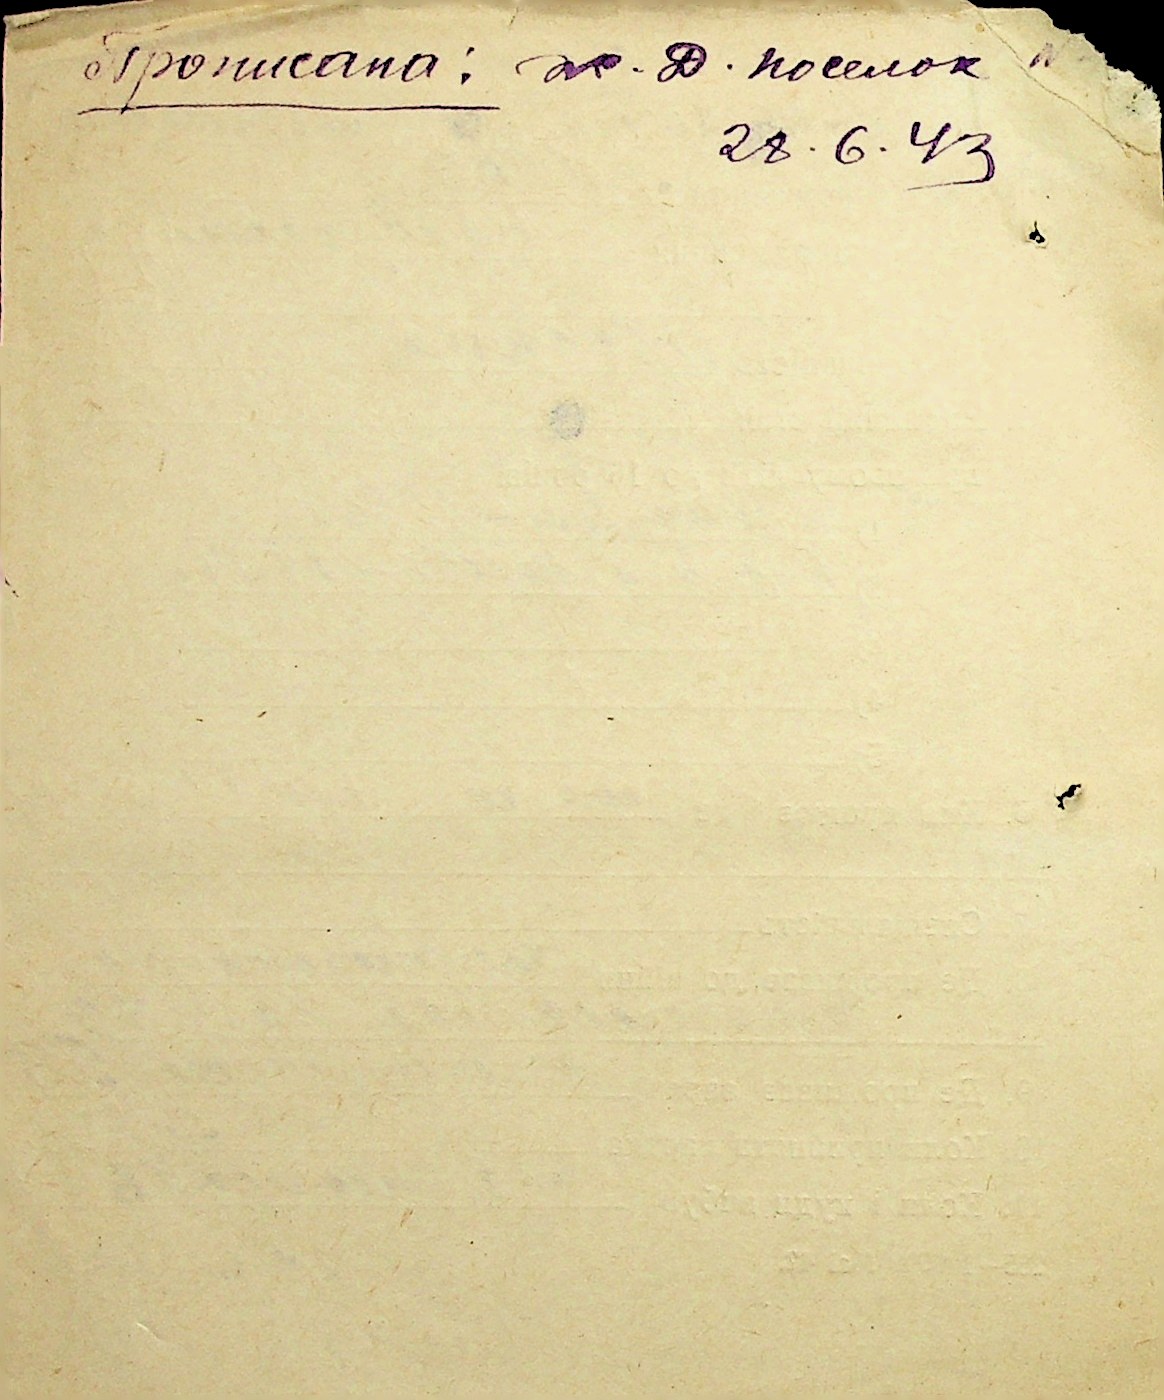 Прописана: ж. Д. поселок N
28.6.43